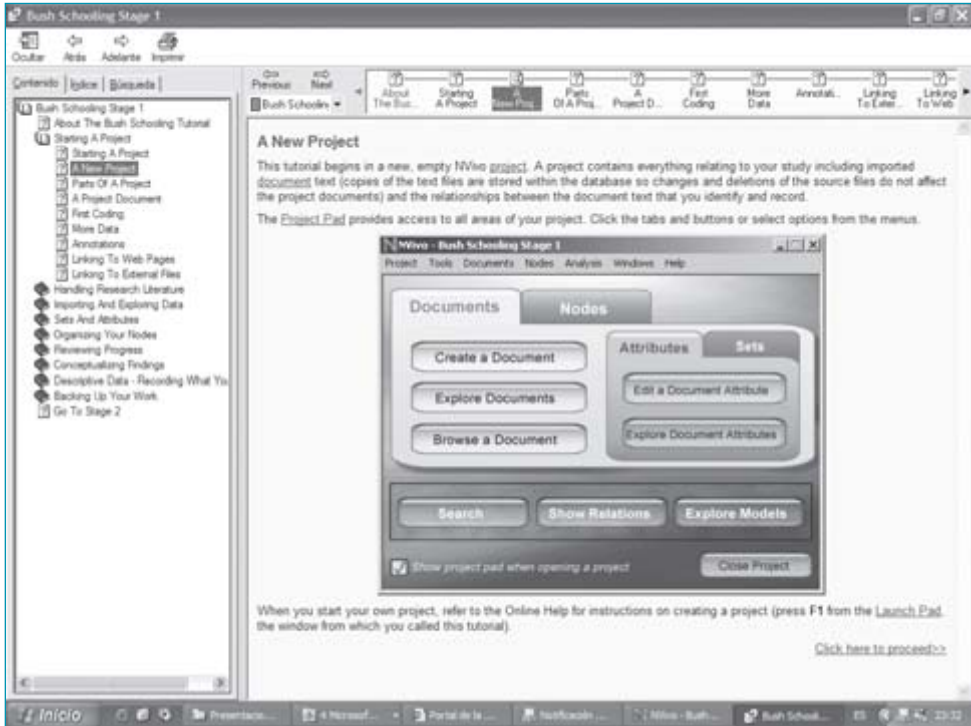 Bush Schooling Stage 1
Ocultar Atrás Adelante Imprimir
Contenido Índice Búsqueda
Bush Schooling Stage 1
About The Bush Schooling Tutorial
Starting A Project
Starting A Project
A New Project
Parts Of A Project
A Project Document
First Coding
More Data
Annotations
Linking To Web Pages
Linking To External Files
Handling Research Literature
Importing And Exploring Data
Sets And Attributes
Organizing Your Nodes
Reviewing Progress
Conceptualizing Findings
Descriptive Data - Recording What You
Backing Up Your Work
Go To Stage 2
Previous Next
Bush Schoolin
About The Bus...
Starting A Project
A New Proj...
Parts Of A Proj...
A Project D...
First Coding
More Data
Annotati...
Linking To Exter...
Linking To Web
A New Project
This tutorial begins in a new, empty NVivo project. A project contains everything relating to your study including imported
document text (copies of the text files are stored within the database so changes and deletions of the source files do not affect
the project documents) and the relationships between the document text that you identify and record.
The Project Pad provides access to all areas of your project. Click the tabs and buttons or select options from the menus.
NVivo - Bush Schooling Stage 1
Project Tools Documents Nodes Analysis Windows Help
Documents Nodes
Attributes Sets
Create a Document
Edit a Document Attribute
Explore Documents
Explore Document Attributes
Browse a Document
Search Show Relations Explore Models
Show project pad when opening a project
Close Project
When you start your own project, refer to the Online Help for instructions on creating a project (press F1 from the Launch Pad,
the window from which you called this tutorial).
Click here to proceed>>
Inicio Presentacio... 4 Microsof... Portal de la ... Notificación ... NVivo - Bush... Bush School... ES 23:32